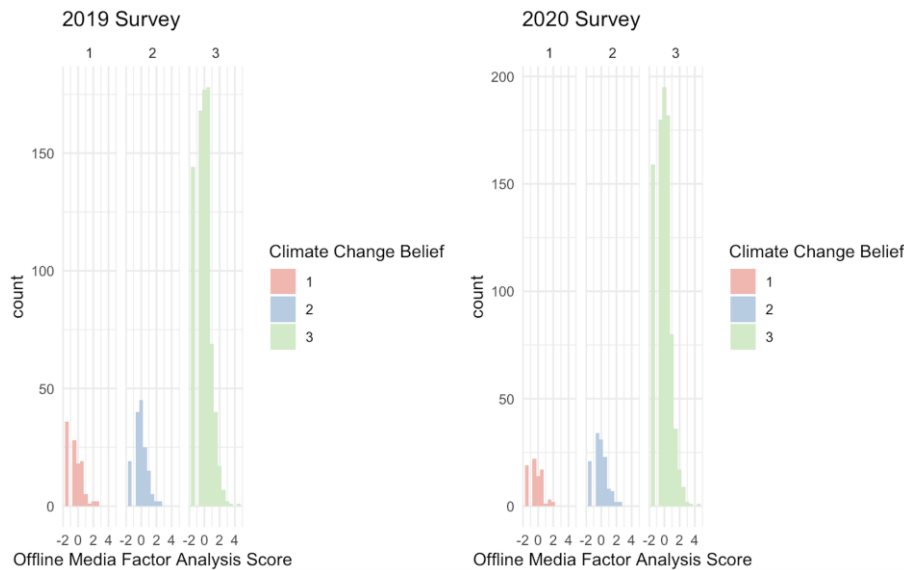 2019 Survey
1 2 3
150
100
50
0
count
-2 0 2 4 -2 0 2 4 -2 0 2 4
Offline Media Factor Analysis Score
Climate Change Belief
1
2
3
2020 Survey
1 2 3
200
150
100
50
0
count
-2 0 2 4 -2 0 2 4 -2 0 2 4
Offline Media Factor Analysis Score
Climate Change Belief
1
2
3